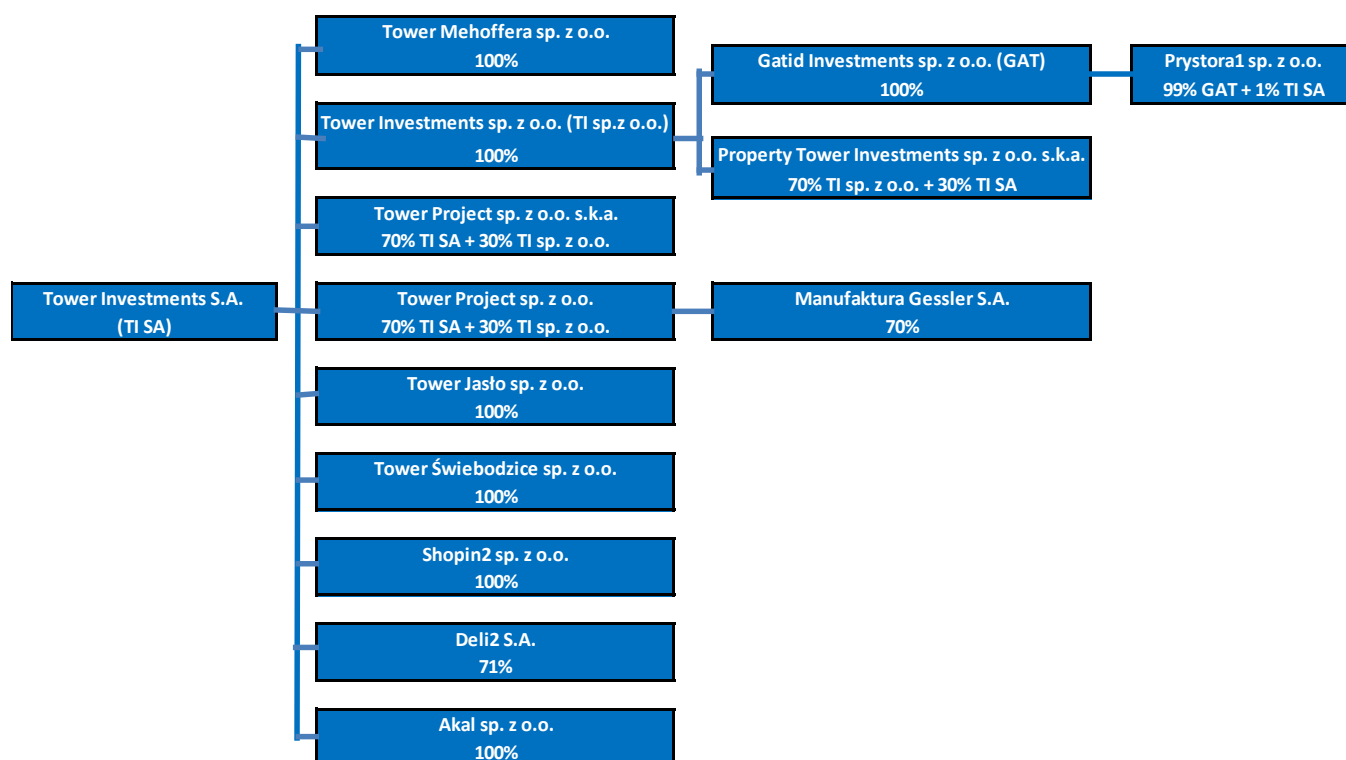 Tower Mehoffera sp. z o.o.
100%
Gatid Investments sp. z o.o. (GAT)
100%
Prystora1 sp. z o.o.
99% GAT + 1% TI SA
Tower Investments sp. z o.o. (TI sp.z o.o.)
100%
Property Tower Investments sp. z o.o. s.k.a.
70% TI sp. z o.o. + 30% TI SA
Tower Project sp. z o.o. s.k.a.
70% TI SA + 30% TI sp. z o.o.
Tower Investments S.A.
(TI SA)
Tower Project sp. z o.o.
70% TI SA + 30% TI sp. z o.o.
Manufaktura Gessler S.A.
70%
Tower Jasło sp. z o.o.
100%
Tower Świebodzice sp. z o.o.
100%
Shopin2 sp. z o.o.
100%
Deli2 S.A.
71%
Akal sp. z o.o.
100%